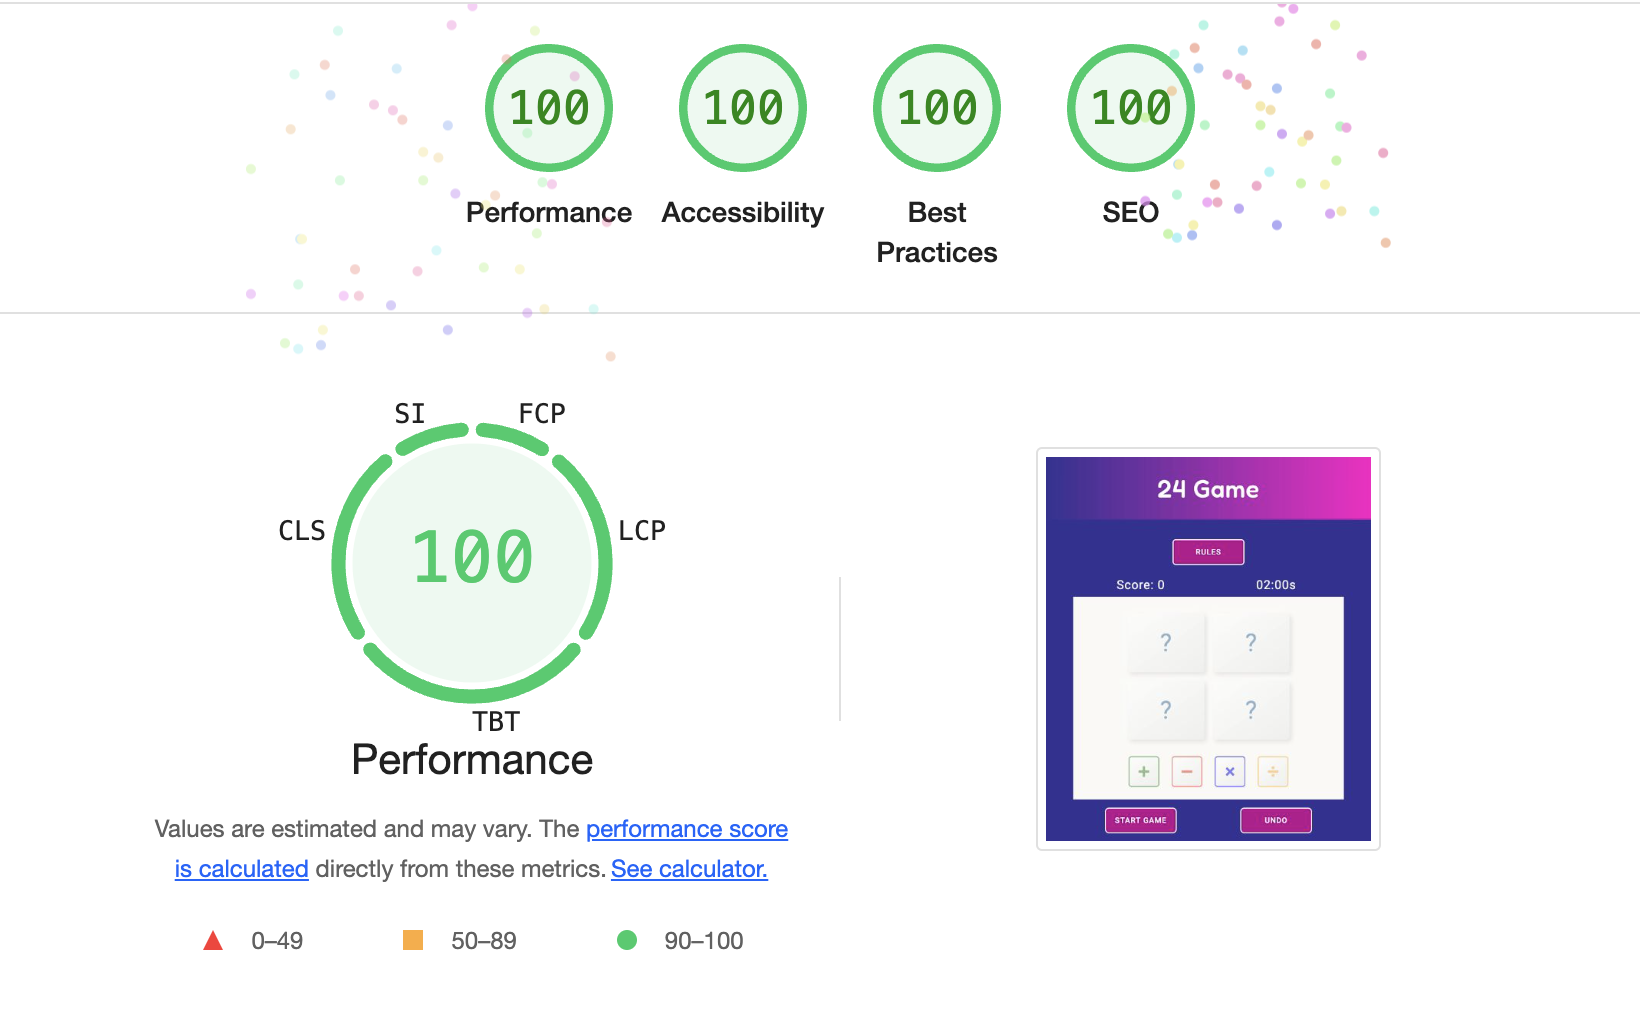 100 100 100 100
Performance Accessibility Best Practices SEO
SI FCP
CLS LCP
100
TBT
Performance
Values are estimated and may vary. The performance score
is calculated directly from these metrics. See calculator.
0–49 50–89 90–100
24 Game
RULES
Score: 0 02:00s
? ?
? ?
+ − × ÷
START GAME UNDO